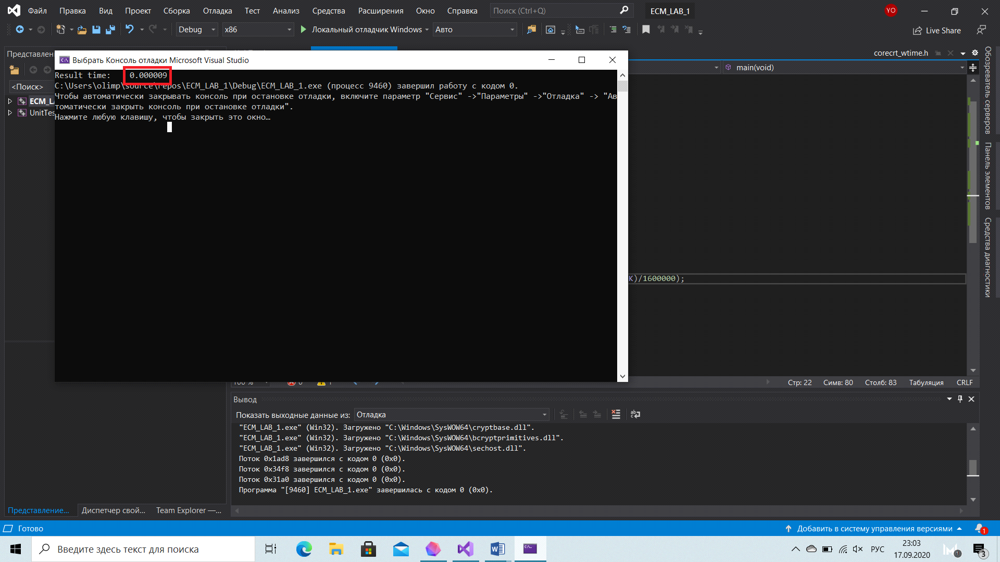 Файл Правка Вид Проект Сборка Отладка Тест Анализ Средства Расширения Окно Справка Поиск (Ctrl+Q) ECM_LAB_1 YO
Debug x86 Локальный отладчик Windows Авто Live Share
Представлен
corecrt_wtime.h
Выбрать Консоль отладки Microsoft Visual Studio
main(void)
Result time: 0.000009
C:\Users\olimp\source\repos\ECM_LAB_1\Debug\ECM_LAB_1.exe (процесс 9460) завершил работу с кодом 0.
Чтобы автоматически закрывать консоль при остановке отладки, включите параметр "Сервис" ->"Параметры" ->"Отладка" -> "Ав
томатически закрыть консоль при остановке отладки".
Нажмите любую клавишу, чтобы закрыть это окно…
<Поиск>
ECM_L
UnitTes
K)/1600000);
Обозреватель серверов
Панель элементов
Средства диагностики
100 % 0 1
Стр: 22 Симв: 80 Столб: 83 Табуляция CRLF
Вывод
Показать выходные данные из: Отладка
"ECM_LAB_1.exe" (Win32). Загружено "C:\Windows\SysWOW64\cryptbase.dll".
"ECM_LAB_1.exe" (Win32). Загружено "C:\Windows\SysWOW64\bcryptprimitives.dll".
"ECM_LAB_1.exe" (Win32). Загружено "C:\Windows\SysWOW64\sechost.dll".
Поток 0x1ad8 завершился с кодом 0 (0x0).
Поток 0x34f8 завершился с кодом 0 (0x0).
Поток 0x31a0 завершился с кодом 0 (0x0).
Программа "[9460] ECM_LAB_1.exe" завершилась с кодом 0 (0x0).
Представление... Диспетчер свой... Team Explorer —...
Готово
Добавить в систему управления версиями 1
Введите здесь текст для поиска
РУС
23:03
17.09.2020
1
3